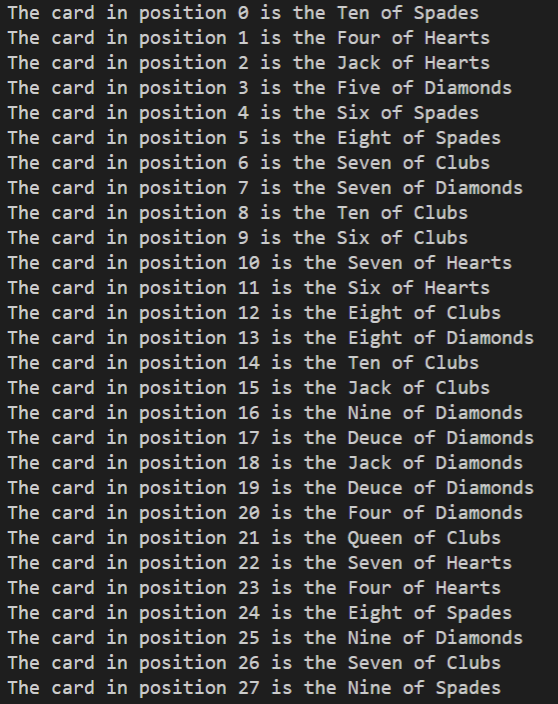 The card in position 0 is the Ten of Spades
The card in position 1 is the Four of Hearts
The card in position 2 is the Jack of Hearts
The card in position 3 is the Five of Diamonds
The card in position 4 is the Six of Spades
The card in position 5 is the Eight of Spades
The card in position 6 is the Seven of Clubs
The card in position 7 is the Seven of Diamonds
The card in position 8 is the Ten of Clubs
The card in position 9 is the Six of Clubs
The card in position 10 is the Seven of Hearts
The card in position 11 is the Six of Hearts
The card in position 12 is the Eight of Clubs
The card in position 13 is the Eight of Diamonds
The card in position 14 is the Ten of Clubs
The card in position 15 is the Jack of Clubs
The card in position 16 is the Nine of Diamonds
The card in position 17 is the Deuce of Diamonds
The card in position 18 is the Jack of Diamonds
The card in position 19 is the Deuce of Diamonds
The card in position 20 is the Four of Diamonds
The card in position 21 is the Queen of Clubs
The card in position 22 is the Seven of Hearts
The card in position 23 is the Four of Hearts
The card in position 24 is the Eight of Spades
The card in position 25 is the Nine of Diamonds
The card in position 26 is the Seven of Clubs
The card in position 27 is the Nine of Spades